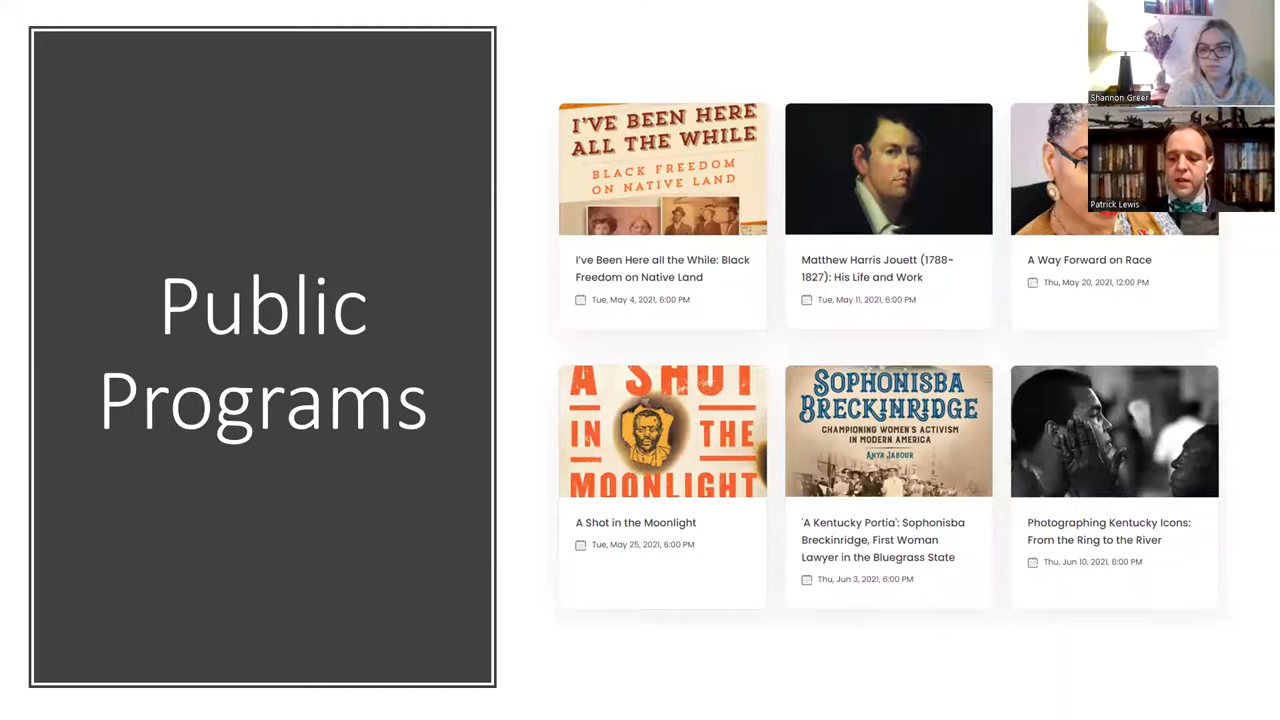 Public
Programs
I'VE BEEN HERE
ALL THE WHILE
BLACK FREEDOM
ON NATIVE LAND
I've Been Here all the While: Black
Freedom on Native Land
Tue, May 4, 2021, 6:00 PM
Matthew Harris Jouett (1788-
1827): His Life and Work
Tue, May 11, 2021, 6:00 PM
A Way Forward on Race
Thu, May 20, 2021, 12:00 PM
A SHOT
IN THE
MOONLIGHT
A Shot in the Moonlight
Tue, May 25, 2021, 6:00 PM
SOPHONISBA
BRECKINRIDGE
CHAMPIONING WOMEN'S ACTIVISM
IN MODERN AMERICA
ANYA JABOUR
'A Kentucky Portia': Sophonisba
Breckinridge, First Woman
Lawyer in the Bluegrass State
Thu, Jun 3, 2021, 6:00 PM
Photographing Kentucky Icons:
From the Ring to the River
Thu, Jun 10, 2021, 6:00 PM
Shannon Greer
Patrick Lewis